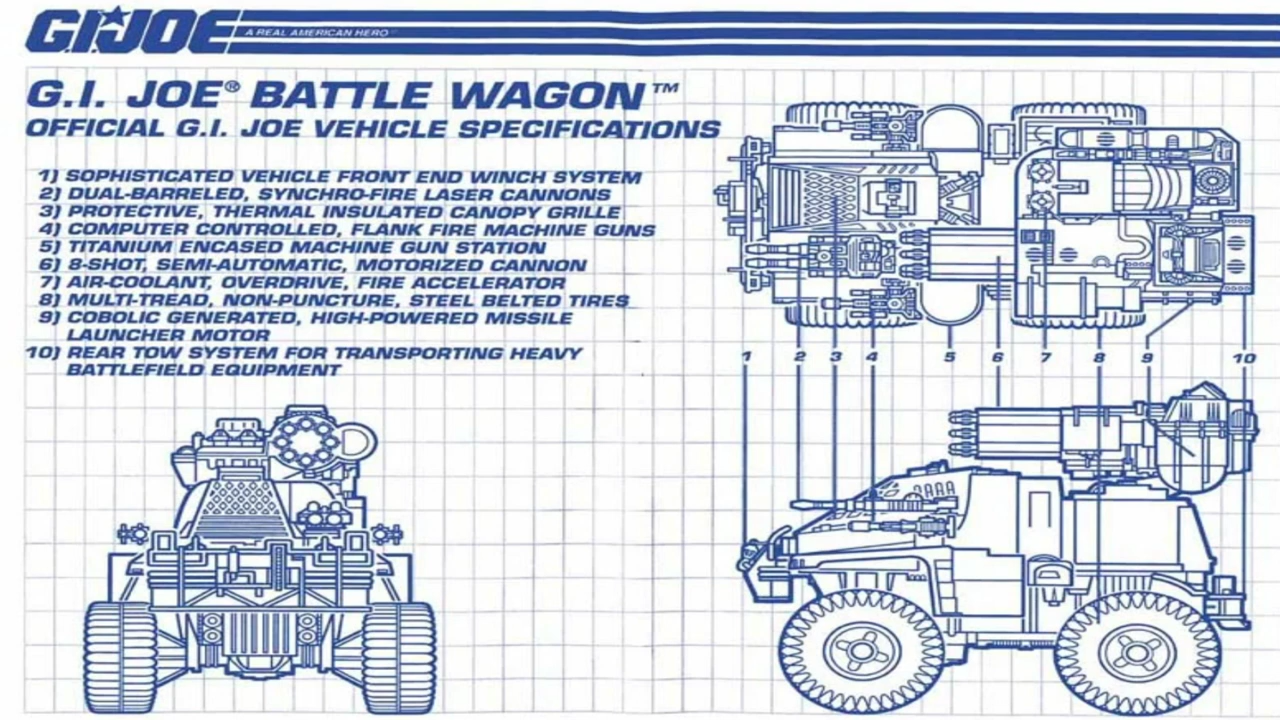 G.I.JOE
A REAL AMERICAN HERO™
G.I. JOE® BATTLE WAGON™
OFFICIAL G.I. JOE VEHICLE SPECIFICATIONS
1) SOPHISTICATED VEHICLE FRONT END WINCH SYSTEM
2) DUAL-BARRELED, SYNCHRO-FIRE LASER CANNONS
3) PROTECTIVE, THERMAL INSULATED CANOPY GRILLE
4) COMPUTER CONTROLLED, FLANK FIRE MACHINE GUNS
5) TITANIUM ENCASED MACHINE GUN STATION
6) 8-SHOT, SEMI-AUTOMATIC, MOTORIZED CANNON
7) AIR-COOLANT, OVERDRIVE, FIRE ACCELERATOR
8) MULTI-TREAD, NON-PUNCTURE, STEEL BELTED TIRES
9) COBOLIC GENERATED, HIGH-POWERED MISSILE
LAUNCHER MOTOR
10) REAR TOW SYSTEM FOR TRANSPORTING HEAVY
BATTLEFIELD EQUIPMENT
1 2 3 4 5 6 7 8 9 10